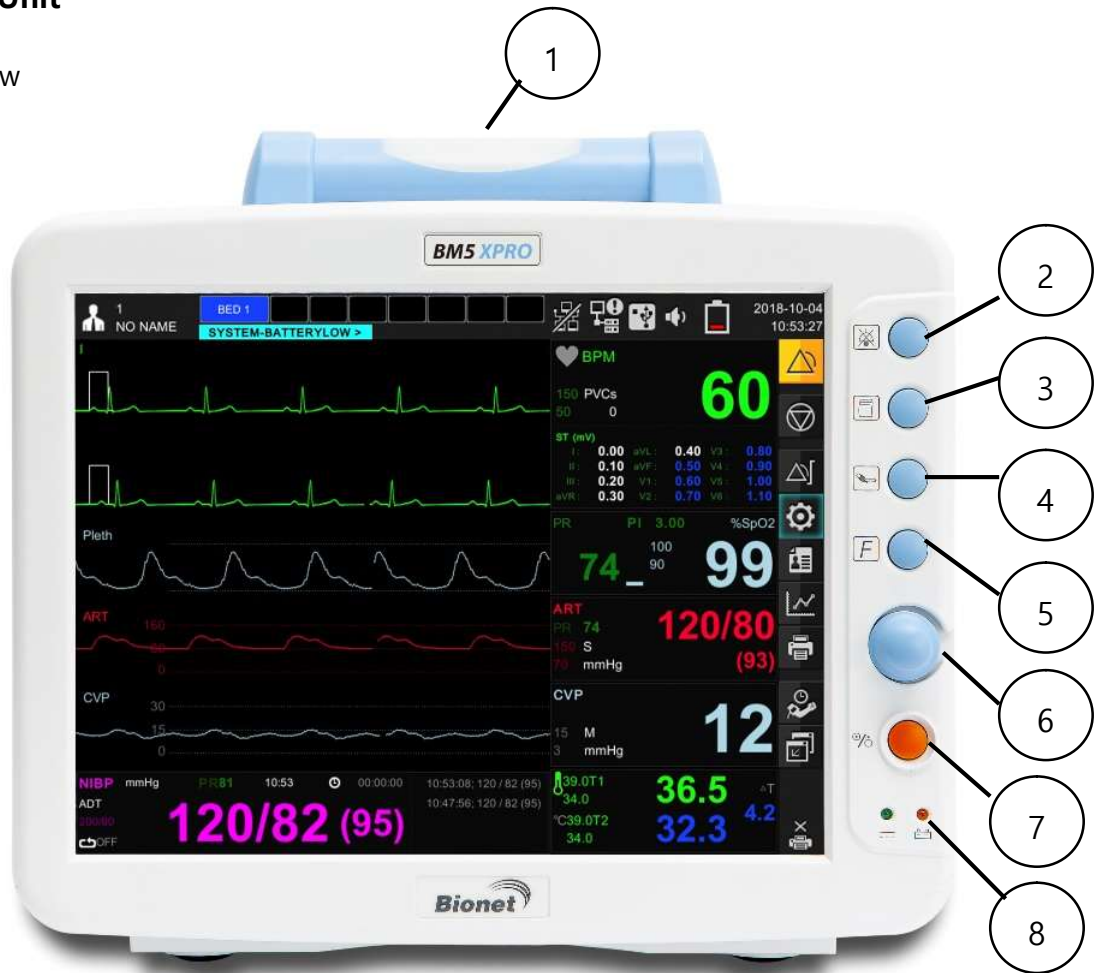 Unit
w
1
BM5 XPRO
2
3
4
5
6
7
8
1
NO NAME
BED 1
SYSTEM-BATTERYLOW >
2018-10-04
10:53:27
I
BPM
150 PVCs
50 0
60
ST (mV)
I: 0.00 aVL: 0.40 V3: 0.80
II: 0.10 aVF: 0.50 V4: 0.90
III: 0.20 V1: 0.60 V5: 1.00
aVR: 0.30 V2: 0.70 V6: 1.10
Pleth
PR PI 3.00 %SpO2
74 100 99
90
ART
150
0
ART
PR 74 120/80
150 S
70 mmHg (93)
CVP
30
15
0
CVP
15 M 12
3 mmHg
NIBP mmHg PR81 10:53 00:00:00 10:53:08; 120 / 82 (95)
ADT 10:47:56; 120 / 82 (95)
120/82 (95)
OFF
39.0T1 36.5 ΔT
34.0
°C39.0T2 32.3 4.2
34.0
F
Bionet